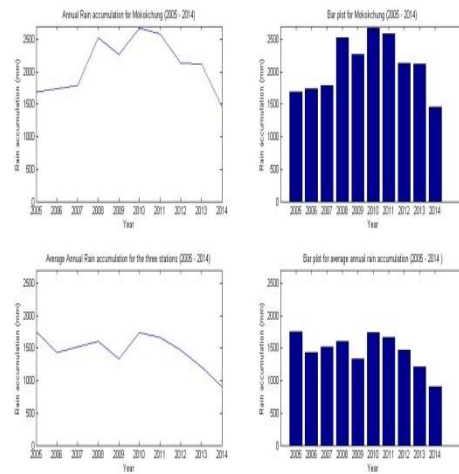 Annual Rain accumulation for Mokokchung (2005 - 2014)
Rain accumulation (mm)
2500
2000
1500
1000
500
0
2005 2006 2007 2008 2009 2010 2011 2012 2013 2014
Year
Bar plot for Mokokchung (2005 - 2014)
Rain accumulation (mm)
2500
2000
1500
1000
500
0
2005 2006 2007 2008 2009 2010 2011 2012 2013 2014
Year
Average Annual Rain accumulation for the three stations (2005 - 2014)
Rain accumulation (mm)
2500
2000
1500
1000
500
0
2005 2006 2007 2008 2009 2010 2011 2012 2013 2014
Year
Bar plot for average annual rain accumulation (2005 - 2014 )
Rain accumulation (mm)
2500
2000
1500
1000
500
0
2005 2006 2007 2008 2009 2010 2011 2012 2013 2014
Year